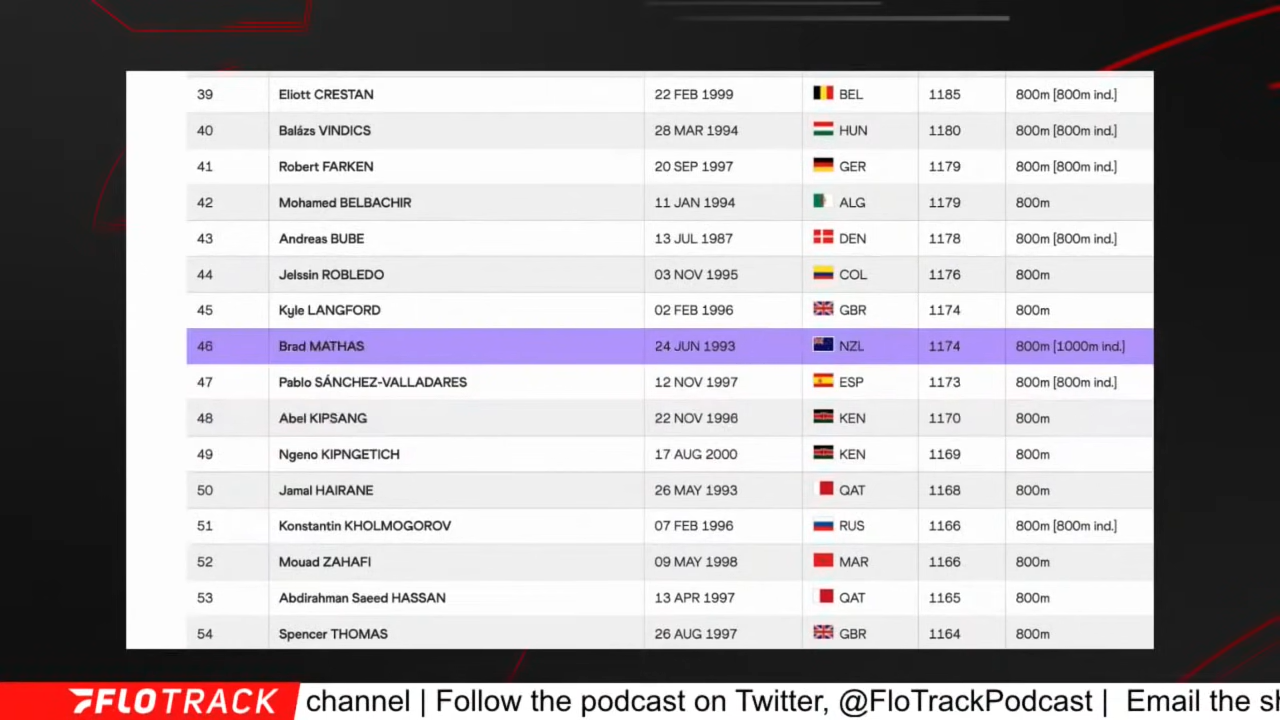 39 Eliott CRESTAN 22 FEB 1999 BEL 1185 800m [800m ind.]
40 Balázs VINDICS 28 MAR 1994 HUN 1180 800m [800m ind.]
41 Robert FARKEN 20 SEP 1997 GER 1179 800m [800m ind.]
42 Mohamed BELBACHIR 11 JAN 1994 ALG 1179 800m
43 Andreas BUBE 13 JUL 1987 DEN 1178 800m [800m ind.]
44 Jelssin ROBLEDO 03 NOV 1995 COL 1176 800m
45 Kyle LANGFORD 02 FEB 1996 GBR 1174 800m
46 Brad MATHAS 24 JUN 1993 NZL 1174 800m [1000m ind.]
47 Pablo SÁNCHEZ-VALLADARES 12 NOV 1997 ESP 1173 800m [800m ind.]
48 Abel KIPSANG 22 NOV 1996 KEN 1170 800m
49 Ngeno KIPNGETICH 17 AUG 2000 KEN 1169 800m
50 Jamal HAIRANE 26 MAY 1993 QAT 1168 800m
51 Konstantin KHOLMOGOROV 07 FEB 1996 RUS 1166 800m [800m ind.]
52 Mouad ZAHAFI 09 MAY 1998 MAR 1166 800m
53 Abdirahman Saeed HASSAN 13 APR 1997 QAT 1165 800m
54 Spencer THOMAS 26 AUG 1997 GBR 1164 800m
FLOTRACK channel | Follow the podcast on Twitter, @FloTrackPodcast | Email the s